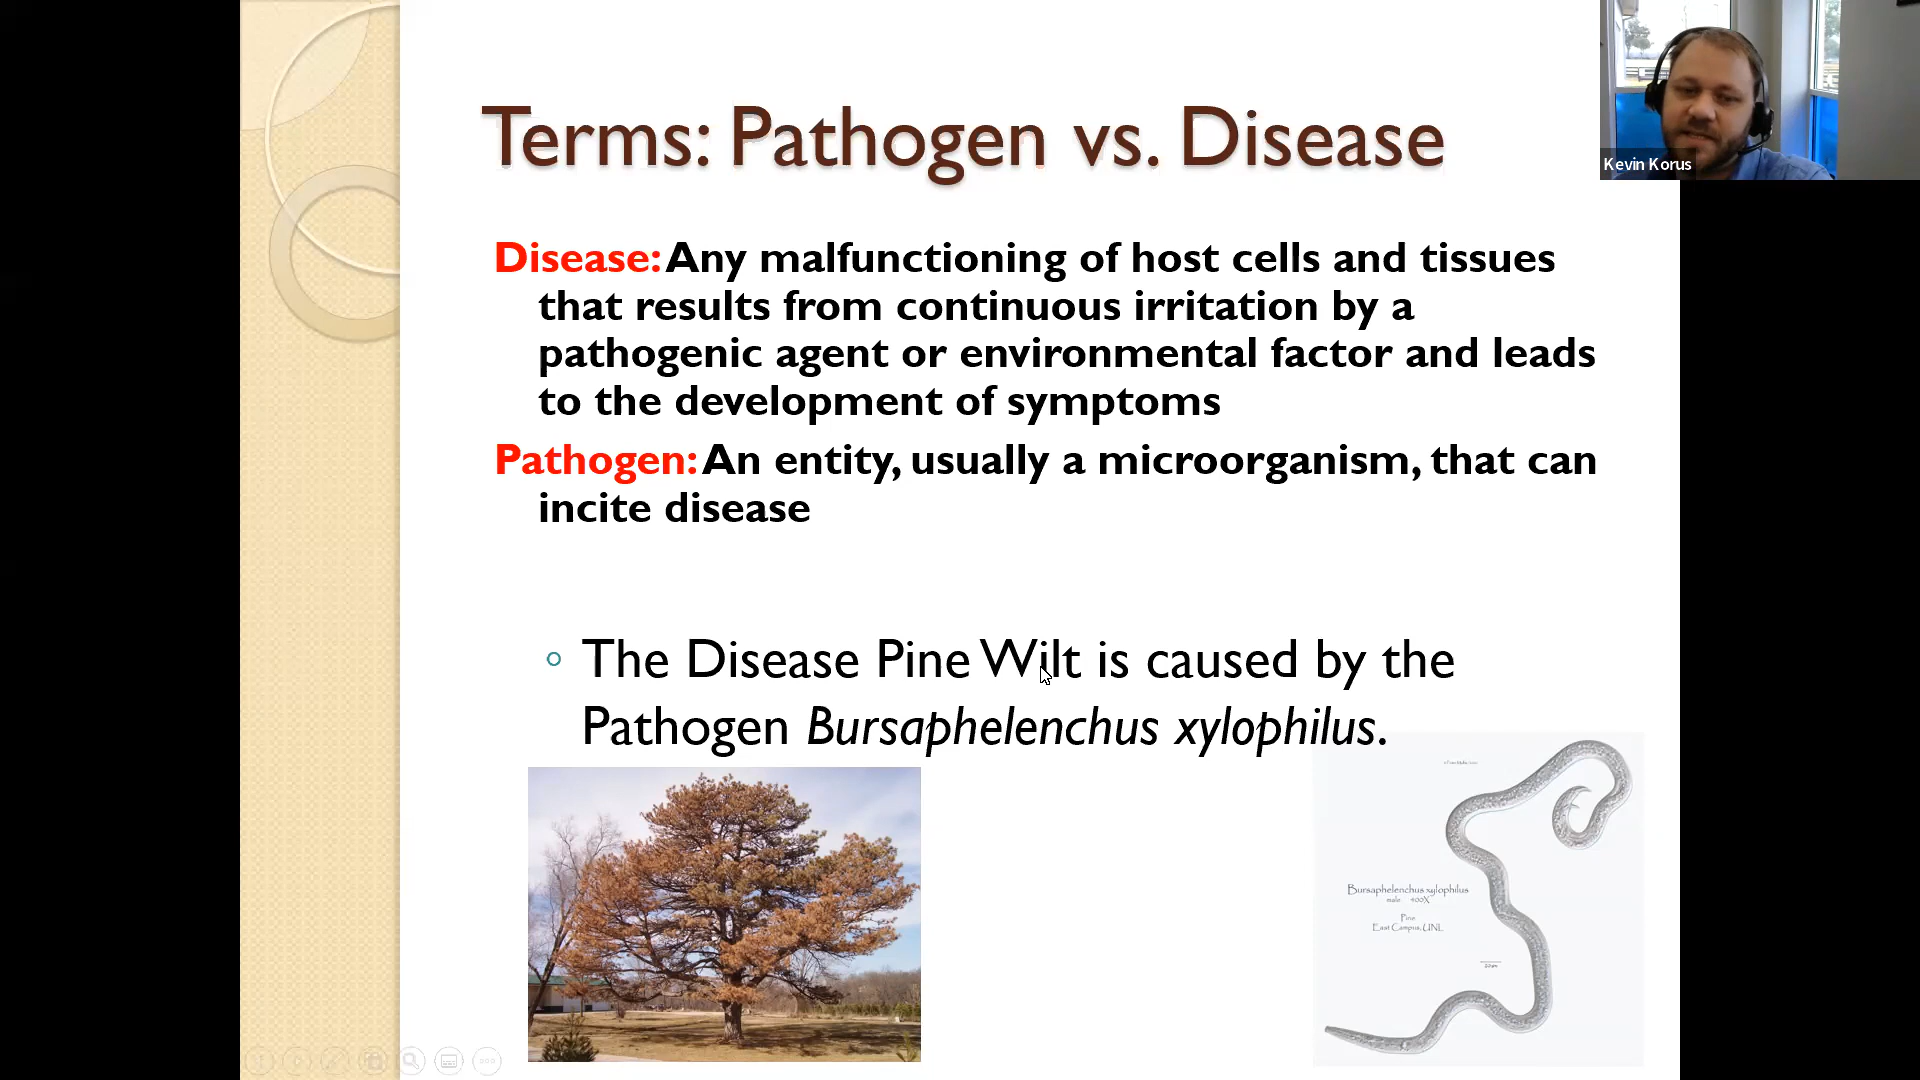 Terms: Pathogen vs. Disease
Kevin Korus
Disease: Any malfunctioning of host cells and tissues
that results from continuous irritation by a
pathogenic agent or environmental factor and leads
to the development of symptoms
Pathogen: An entity, usually a microorganism, that can
incite disease
The Disease Pine Wilt is caused by the
Pathogen Bursaphelenchus xylophilus.
Bursaphelenchus xylophilus
male 400X
Pine
East Campus, UNL